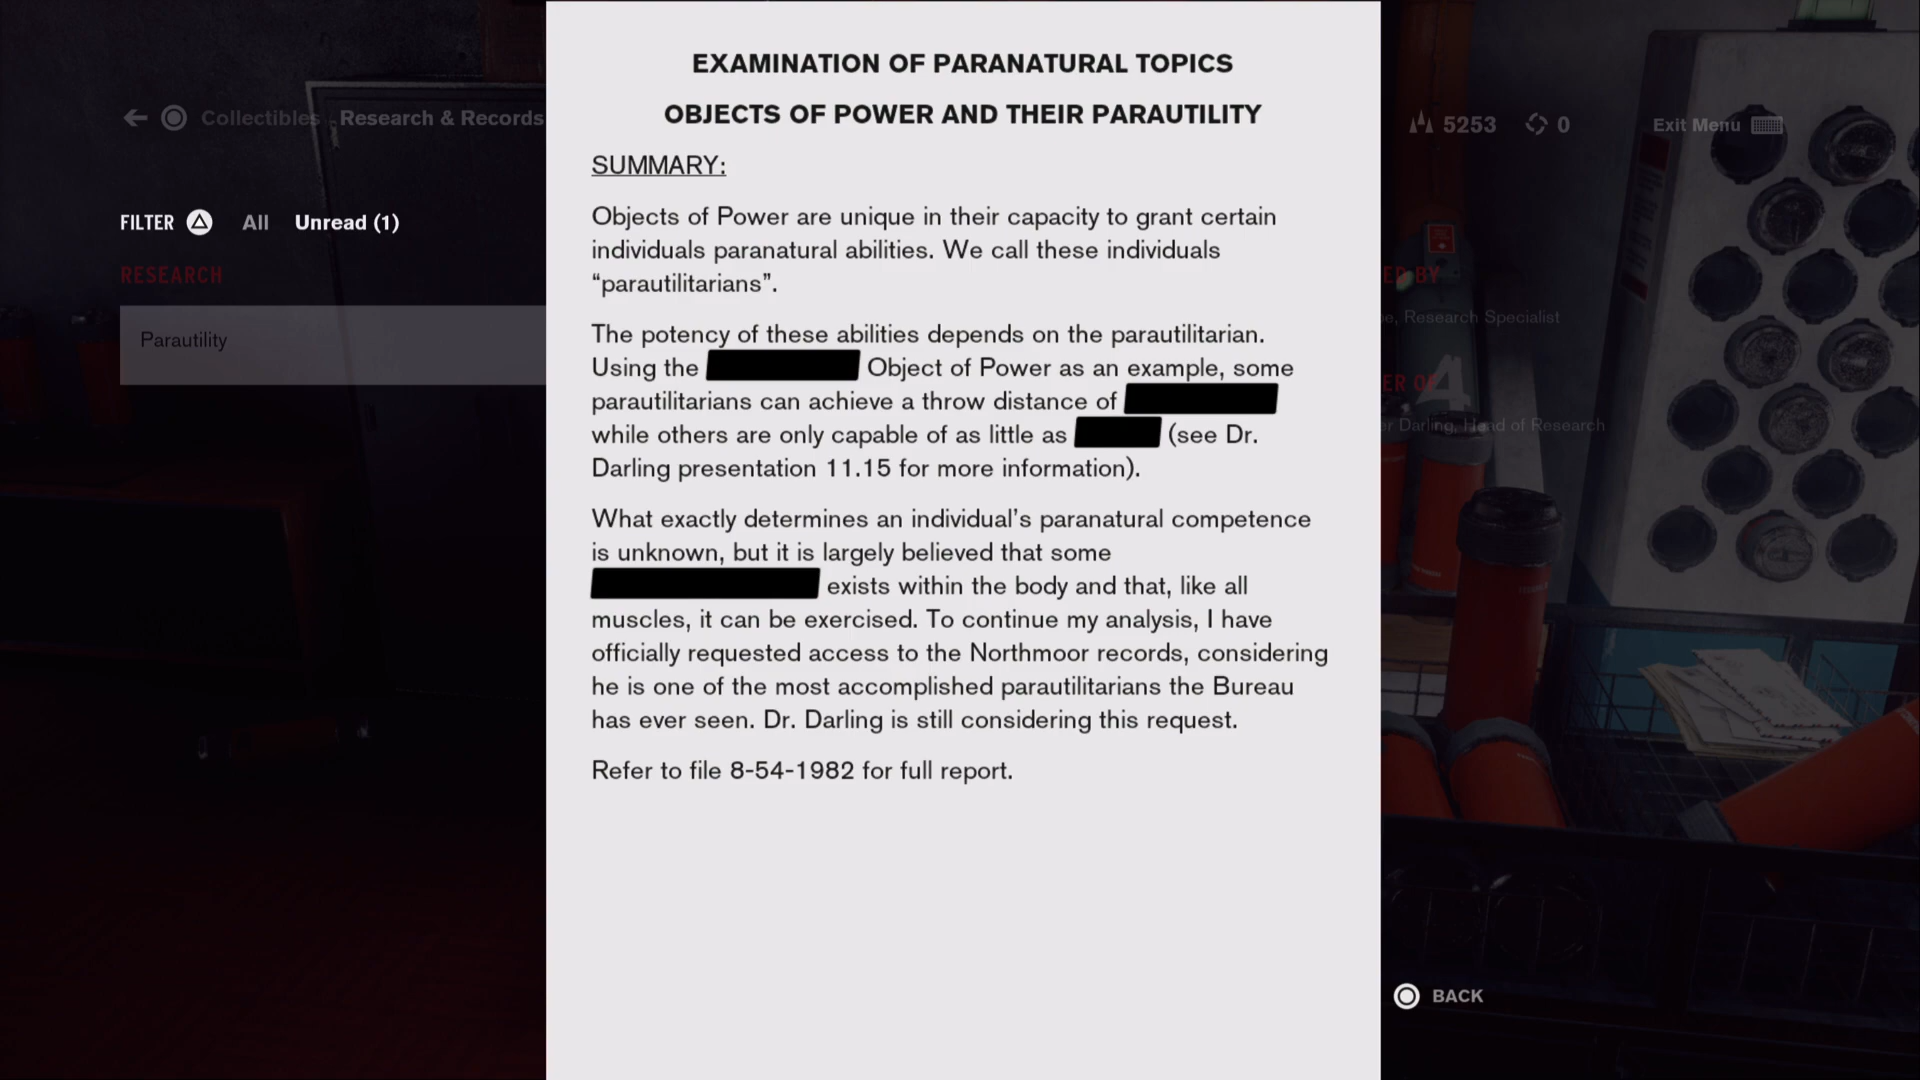 EXAMINATION OF PARANATURAL TOPICS
OBJECTS OF POWER AND THEIR PARAUTILITY
Collectibles
Research & Records
5253
0
Exit Menu
SUMMARY:
FILTER
All
Unread (1)
RESEARCH
Parautility
Objects of Power are unique in their capacity to grant certain
individuals paranatural abilities. We call these individuals
“parautilitarians”.
The potency of these abilities depends on the parautilitarian.
Using the Object of Power as an example, some
parautilitarians can achieve a throw distance of
while others are only capable of as little as (see Dr.
Darling presentation 11.15 for more information).
What exactly determines an individual’s paranatural competence
is unknown, but it is largely believed that some
exists within the body and that, like all
muscles, it can be exercised. To continue my analysis, I have
officially requested access to the Northmoor records, considering
he is one of the most accomplished parautilitarians the Bureau
has ever seen. Dr. Darling is still considering this request.
Refer to file 8-54-1982 for full report.
BY
, Research Specialist
4
Darling, Head of Research
BACK